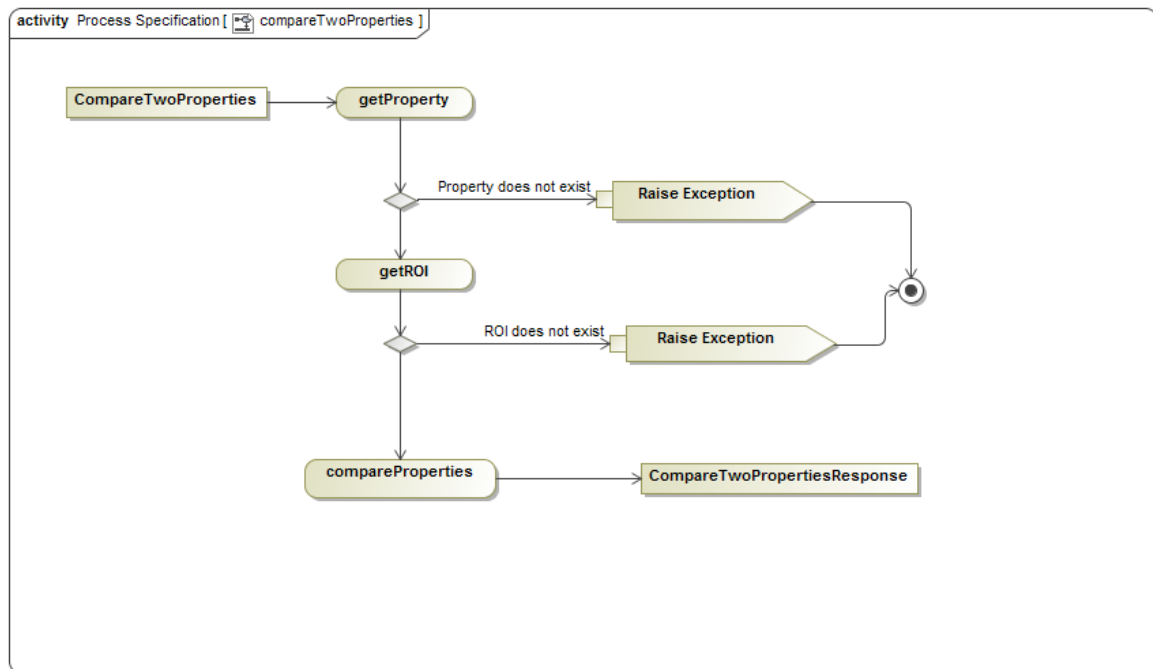 activity Process Specification [ compareTwoProperties ]
CompareTwoProperties
getProperty
Property does not exist
Raise Exception
getROI
ROI does not exist
Raise Exception
compareProperties
CompareTwoPropertiesResponse